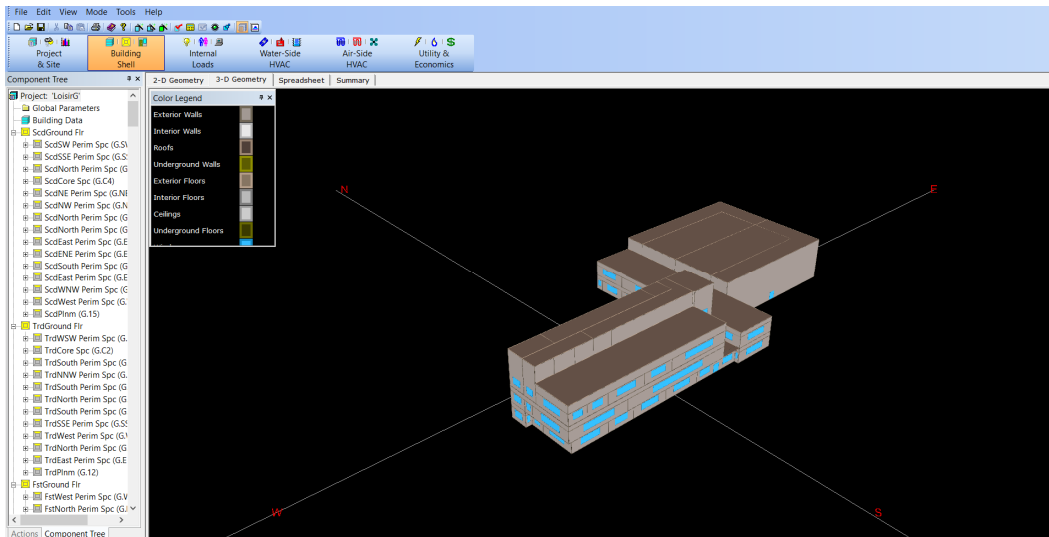 File Edit View Mode Tools Help
Project & Site
Building Shell
Internal Loads
Water-Side HVAC
Air-Side HVAC
Utility & Economics
Component Tree
2-D Geometry 3-D Geometry Spreadsheet Summary
Project: 'LoisirG'
Global Parameters
Building Data
ScdGround Flr
ScdSW Perim Spc (G.SV
ScdSSE Perim Spc (G.S
ScdNorth Perim Spc (G
ScdCore Spc (G.C4)
ScdNE Perim Spc (G.NE
ScdNW Perim Spc (G.N
ScdNorth Perim Spc (G
ScdNorth Perim Spc (G
ScdEast Perim Spc (G.E
ScdENE Perim Spc (G.E
ScdSouth Perim Spc (G
ScdEast Perim Spc (G.E
ScdWNW Perim Spc (G
ScdWest Perim Spc (G.
ScdPlnm (G.15)
TrdGround Flr
TrdWSW Perim Spc (G.
TrdCore Spc (G.C2)
TrdSouth Perim Spc (G
TrdNNW Perim Spc (G.
TrdSouth Perim Spc (G
TrdNorth Perim Spc (G
TrdSouth Perim Spc (G
TrdSSE Perim Spc (G.SS
TrdWest Perim Spc (G.
TrdNorth Perim Spc (G
TrdEast Perim Spc (G.E
TrdPlnm (G.12)
FstGround Flr
FstWest Perim Spc (G.V
FstNorth Perim Spc (G.
Actions Component Tree
Color Legend
Exterior Walls
Interior Walls
Roofs
Underground Walls
Exterior Floors
Interior Floors
Ceilings
Underground Floors
N
E
W
S